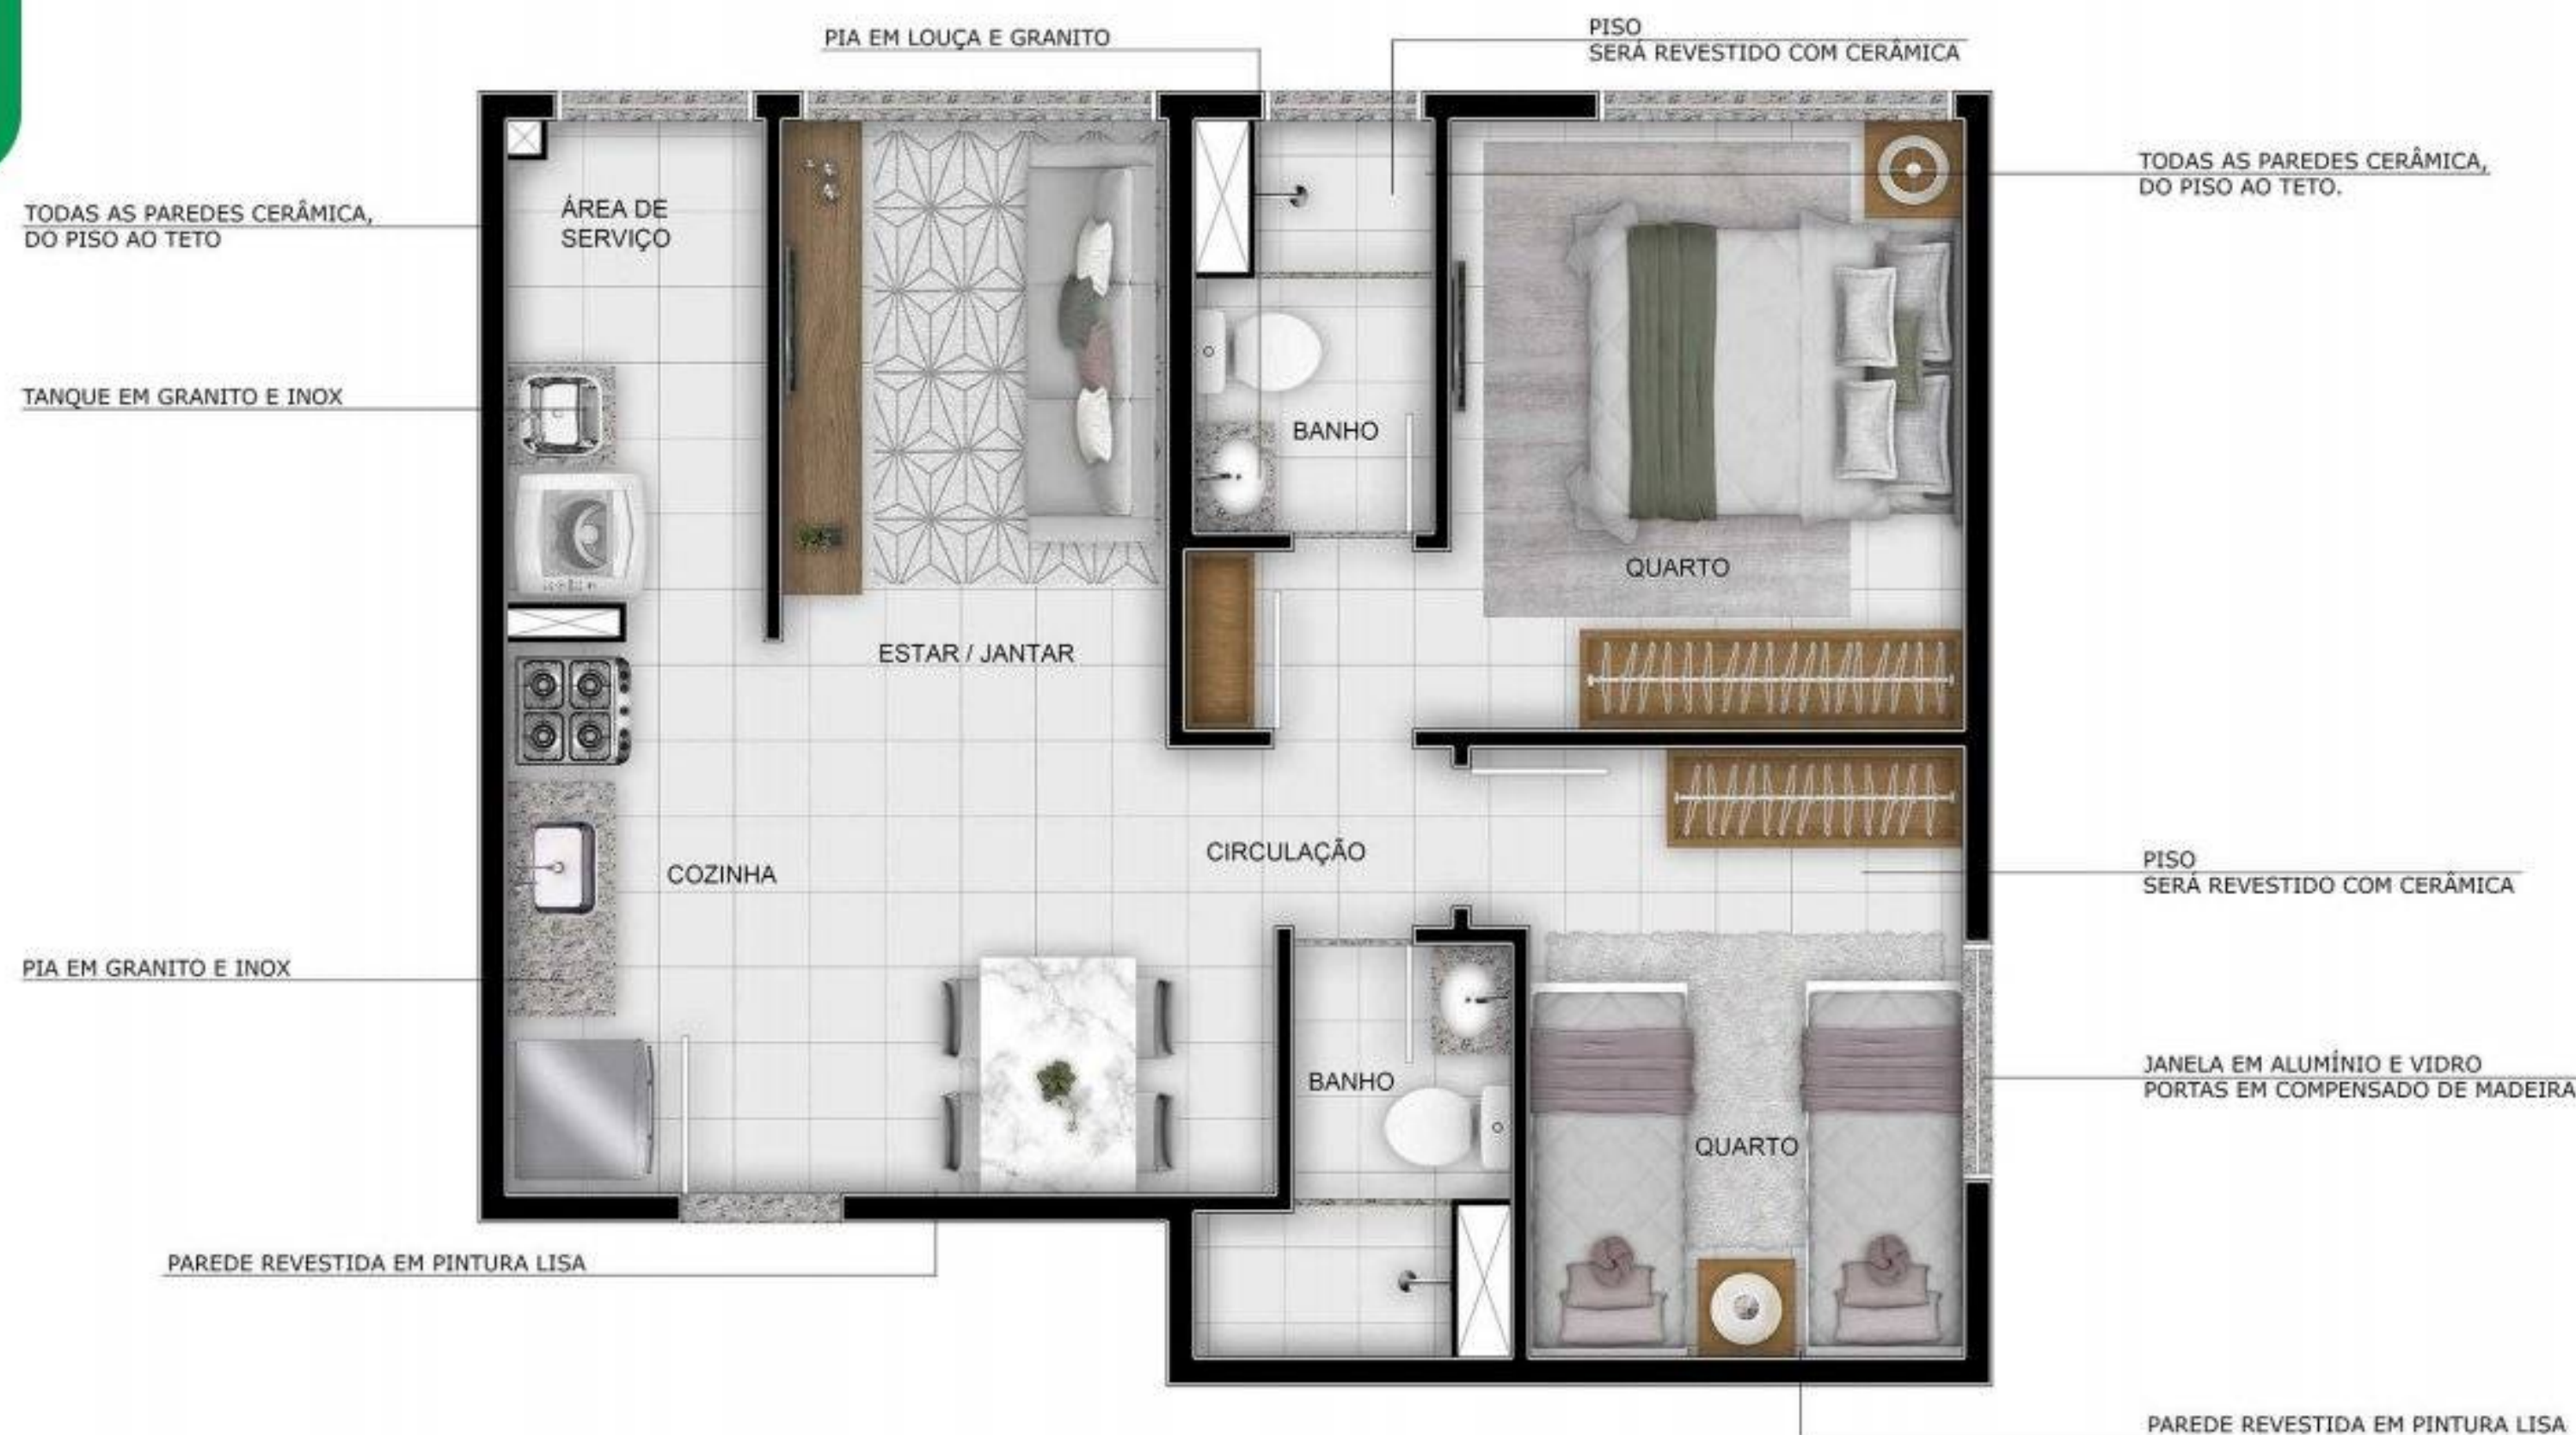 PIA EM LOUÇA E GRANITO
PISO
SERÁ REVESTIDO COM CERÂMICA
TODAS AS PAREDES CERÂMICA,
DO PISO AO TETO.
TODAS AS PAREDES CERÂMICA,
DO PISO AO TETO
ÁREA DE
SERVIÇO
TANQUE EM GRANITO E INOX
BANHO
QUARTO
ESTAR / JANTAR
CIRCULAÇÃO
COZINHA
PISO
SERÁ REVESTIDO COM CERÂMICA
PIA EM GRANITO E INOX
BANHO
JANELA EM ALUMÍNIO E VIDRO
PORTAS EM COMPENSADO DE MADEIRA
QUARTO
PAREDE REVESTIDA EM PINTURA LISA
PAREDE REVESTIDA EM PINTURA LISA